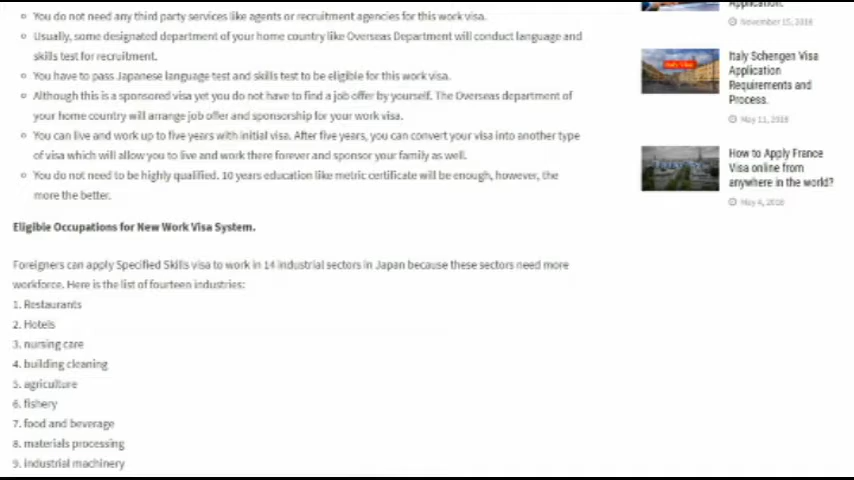 You do not need any third party services like agents or recruitment agencies for this work visa.
Usually, some designated department of your home country like Overseas Department will conduct language and
skills test for recruitment.
You have to pass Japanese language test and skills test to be eligible for this work visa.
Although this is a sponsored visa yet you do not have to find a job offer by yourself. The Overseas department of
your home country will arrange job offer and sponsorship for your work visa.
You can live and work up to five years with initial visa. After five years, you can convert your visa into another type
of visa which will allow you to live and work there forever and sponsor your family as well.
You do not need to be highly qualified. 10 years education like metric certificate will be enough, however, the
more the better.
Eligible Occupations for New Work Visa System.
Foreigners can apply Specified Skills visa to work in 14 industrial sectors in Japan because these sectors need more
workforce. Here is the list of fourteen industries:
1. Restaurants
2. Hotels
3. nursing care
4. building cleaning
5. agriculture
6. fishery
7. food and beverage
8. materials processing
9. industrial machinery
Application.
November 15, 2018
Italy Schengen Visa
Application
Requirements and
Process.
May 11, 2018
How to Apply France
Visa online from
anywhere in the world?
May 4, 2018